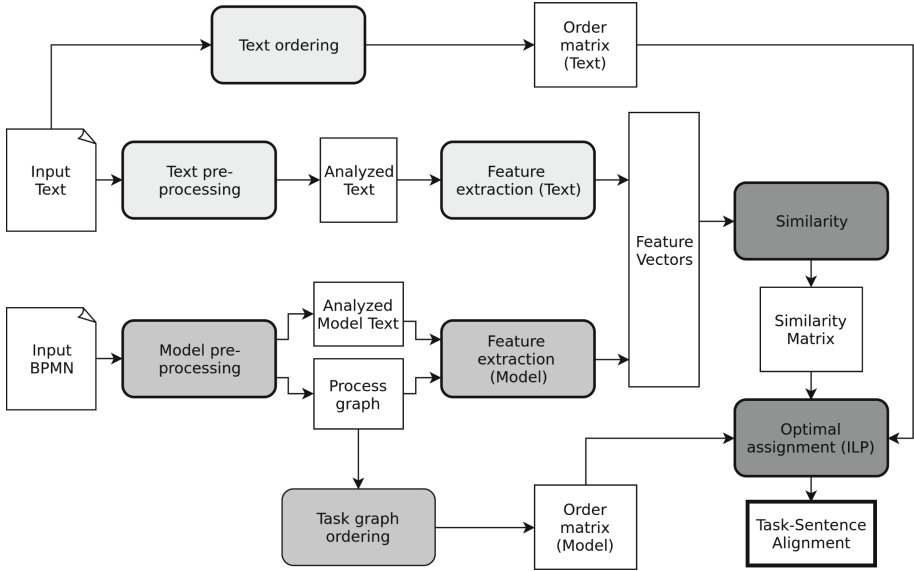 Text ordering
Order
matrix
(Text)
Input
Text
Text pre-
processing
Analyzed
Text
Feature
extraction (Text)
Feature
Vectors
Similarity
Input
BPMN
Model pre-
processing
Analyzed
Model Text
Process
graph
Feature
extraction
(Model)
Similarity
Matrix
Optimal
assignment (ILP)
Task graph
ordering
Order
matrix
(Model)
Task-Sentence
Alignment